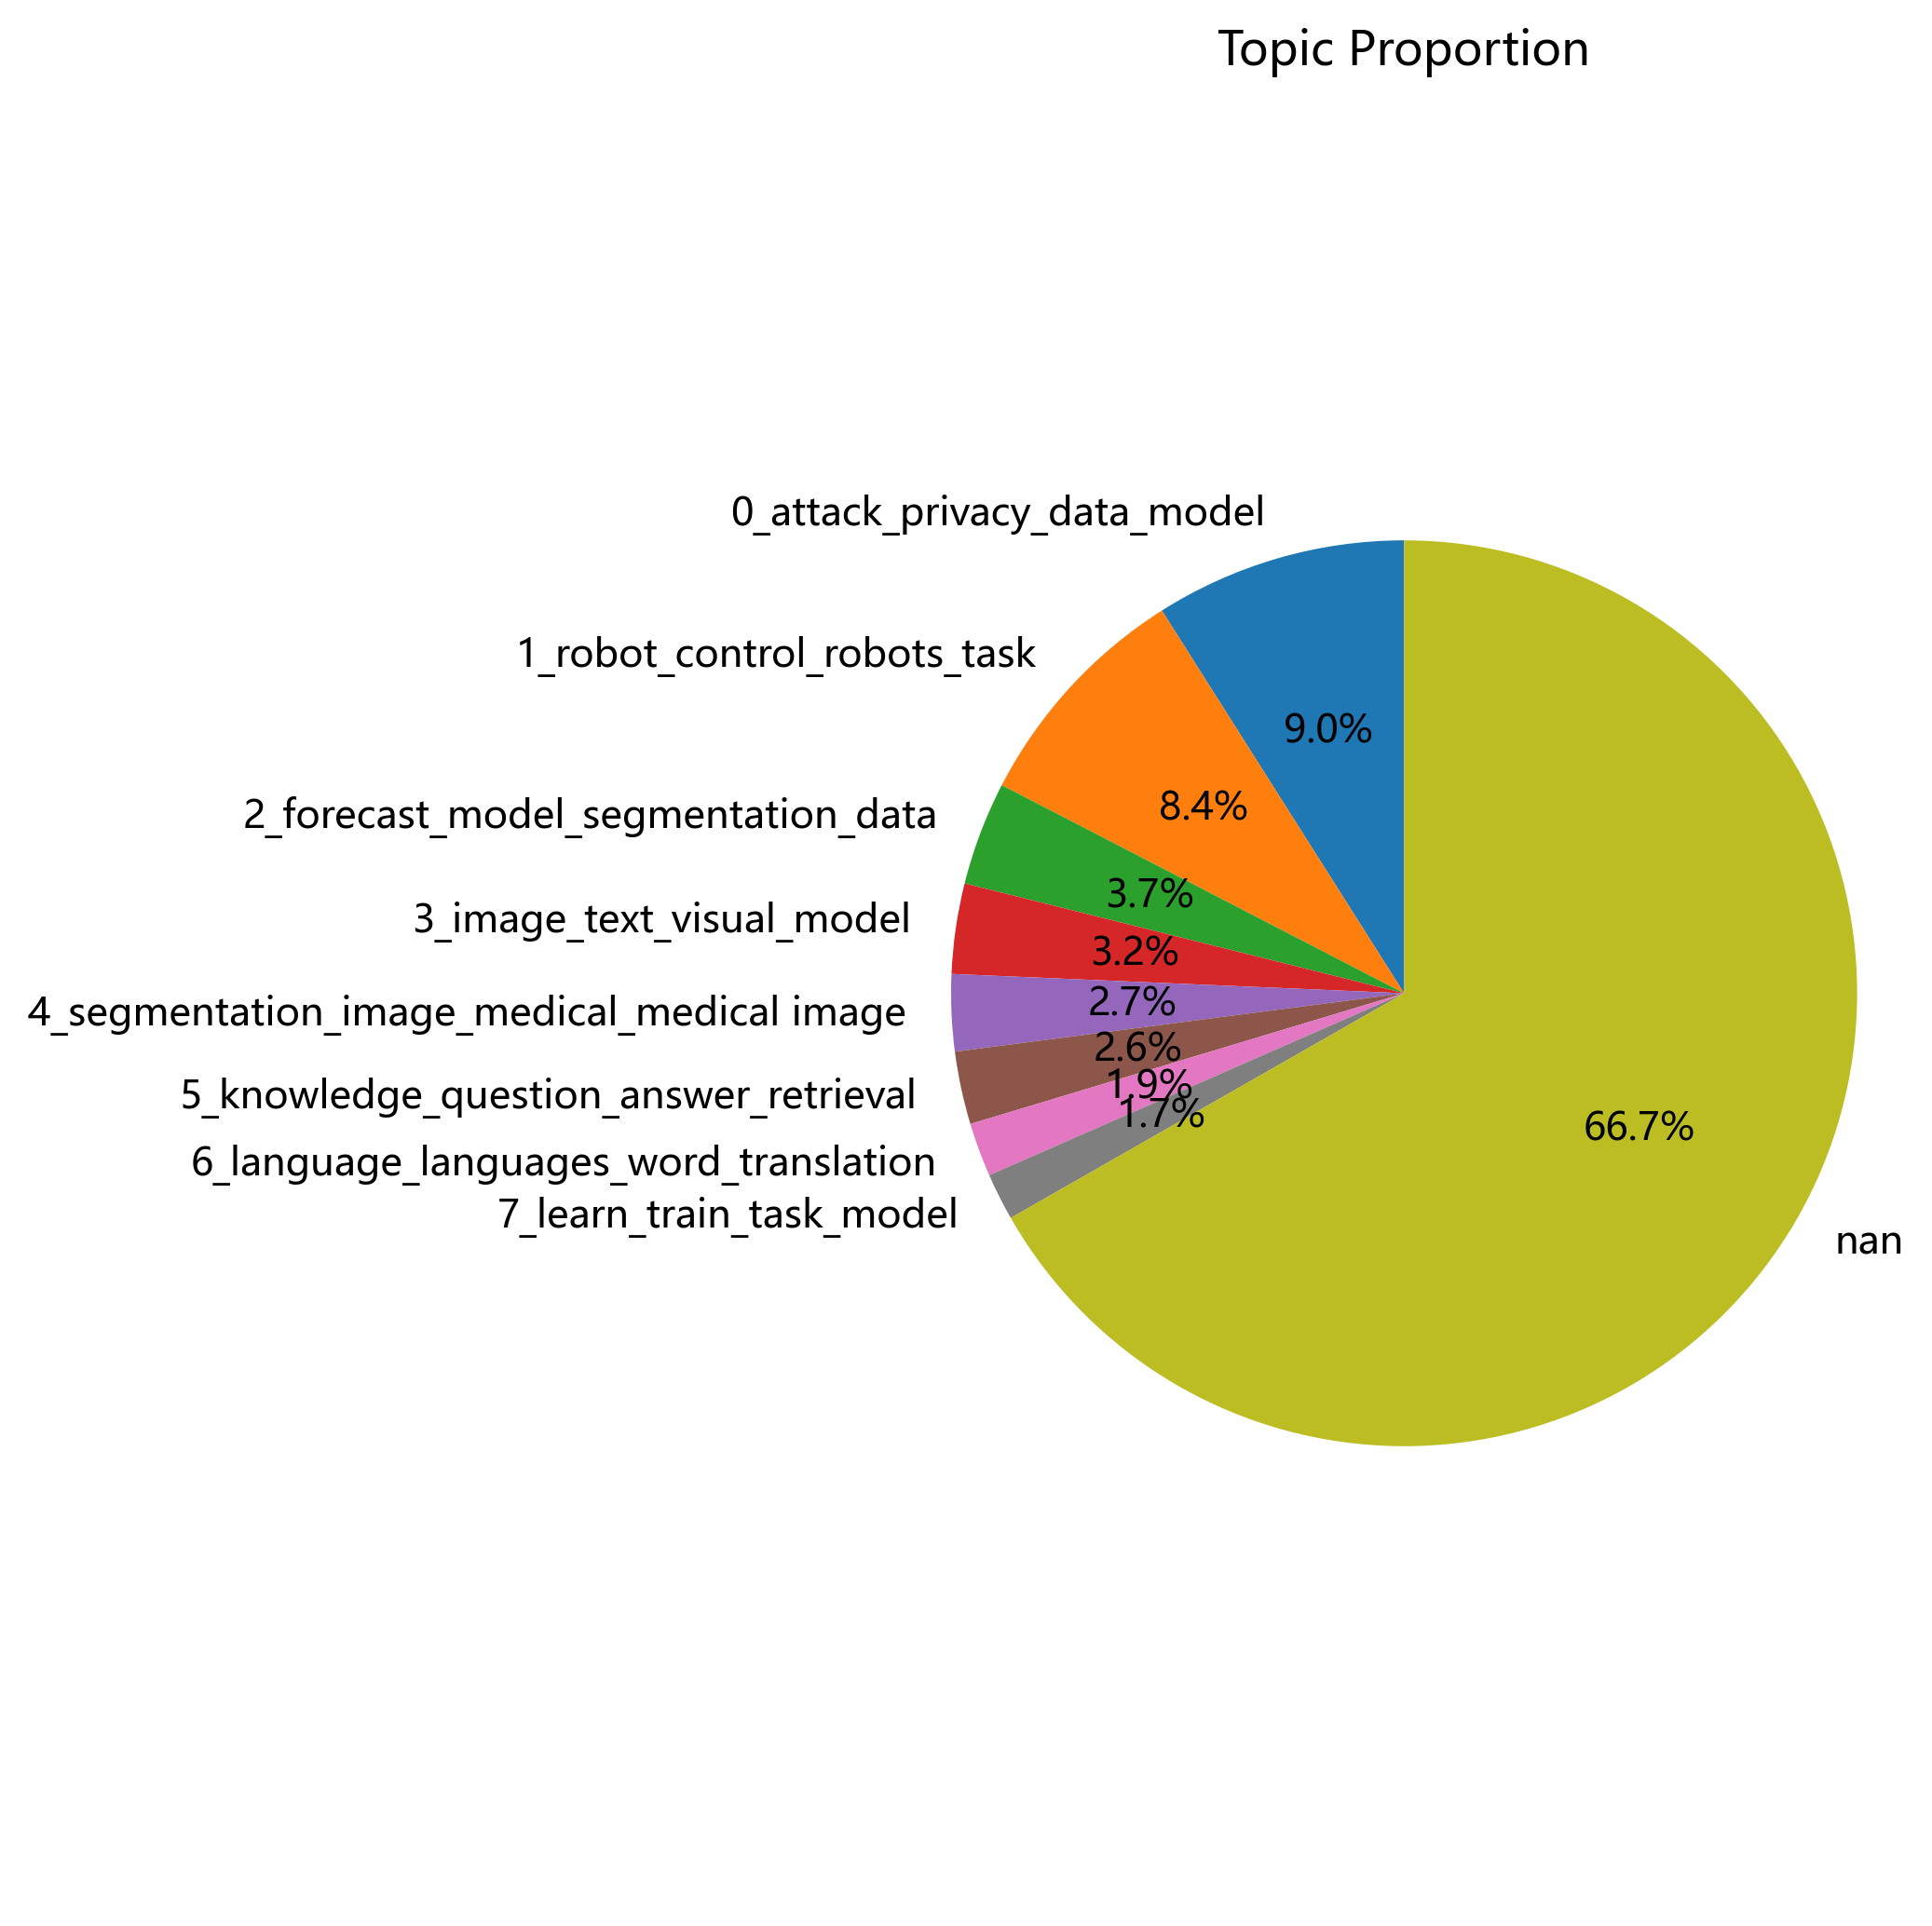 Topic Proportion
0_attack_privacy_data_model
9.0%
1_robot_control_robots_task
8.4%
2_forecast_model_segmentation_data
3.7%
3_image_text_visual_model
3.2%
4_segmentation_image_medical_medical image
2.7%
5_knowledge_question_answer_retrieval
2.6%
6_language_languages_word_translation
1.9%
7_learn_train_task_model
1.7%
nan
66.7%